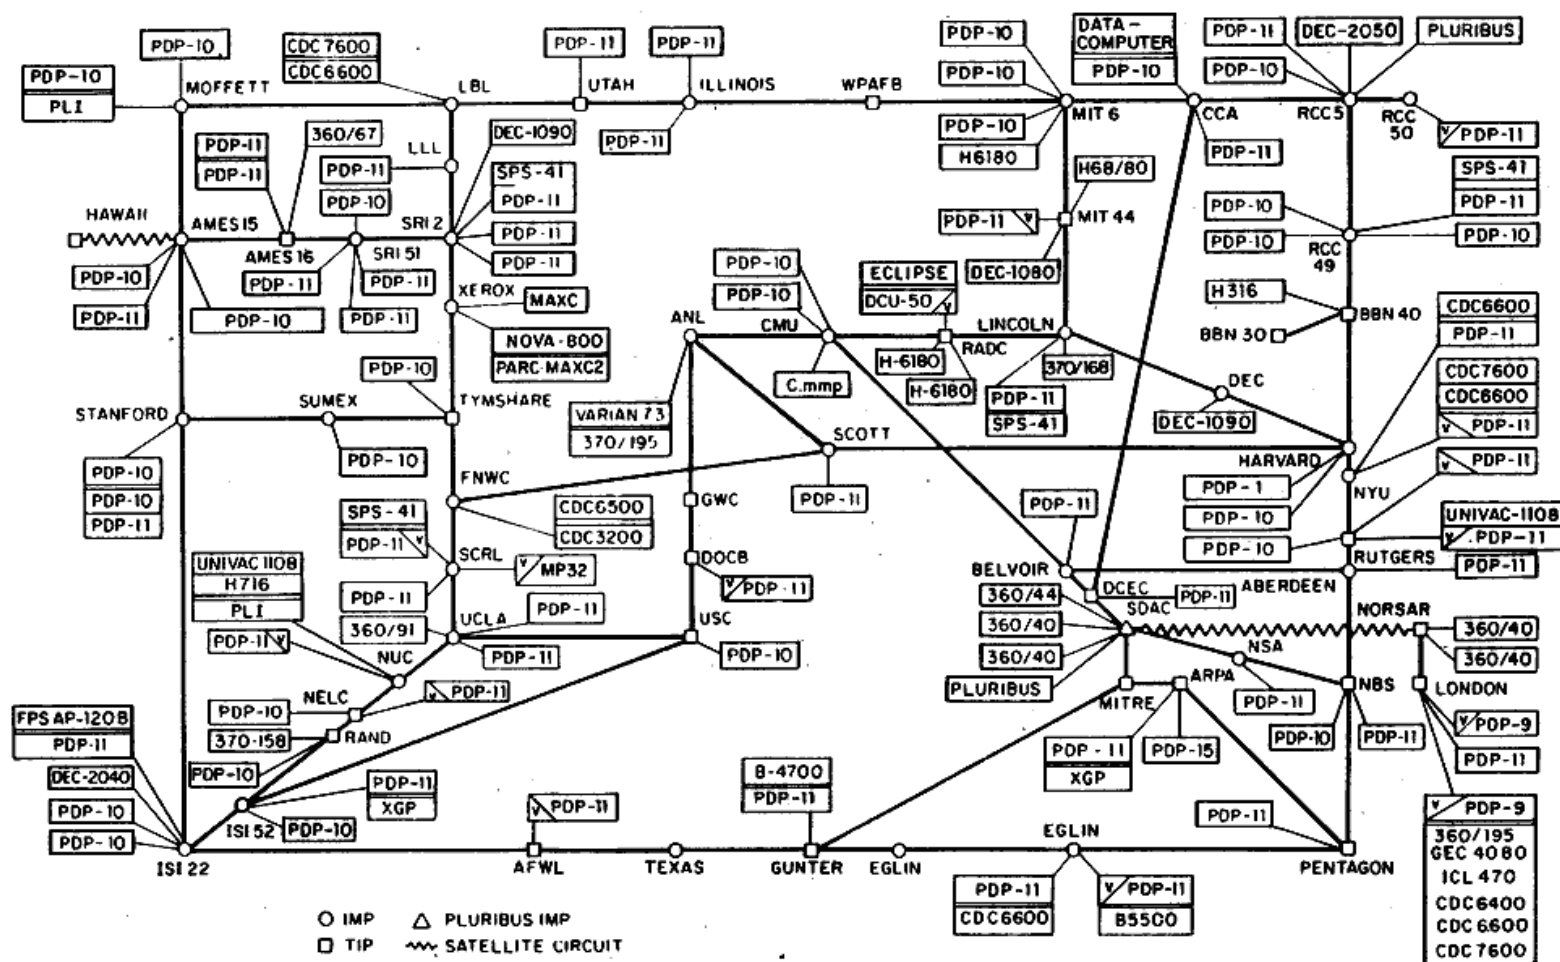 PDP-10
CDC7600
CDC6600
PDP-11
PDP-11
PDP-10
DATA-
COMPUTER
PDP-10
PDP-11
DEC-2050
PLURIBUS
PDP-10
PLI
MOFFETT
LBL
UTAH
ILLINOIS
WPAFB
PDP-10
MIT 6
CCA
PDP-10
RCC5
RCC
50
PDP-11
PDP-11
PDP-11
360/67
LLL
PDP-11
DEC-1090
PDP-11
PDP-10
H6180
PDP-11
SPS-41
PDP-11
H68/80
SPS-41
PDP-11
HAWAII
AMES15
AMES16
PDP-10
SRI51
SRI2
PDP-11
PDP-11
PDP-11
MIT 44
PDP-10
PDP-10
RCC
49
PDP-10
PDP-10
PDP-11
PDP-10
PDP-11
PDP-11
PDP-11
XEROX
MAXC
PDP-10
PDP-10
ECLIPSE
DCU-50
DEC-1080
H316
BBN 40
BBN 30
CDC6600
PDP-11
NOVA-800
PARC-MAXC2
ANL
CMU
C.mmp
RADC
LINCOLN
H-6180
H-6180
370/168
PDP-11
SPS-41
DEC
DEC-1090
CDC7600
CDC6600
PDP-11
PDP-10
STANFORD
SUMEX
TYMSHARE
VARIAN 73
370/195
SCOTT
HARVARD
NYU
PDP-11
PDP-10
PDP-10
PDP-11
PDP-10
FNWC
CDC6500
CDC3200
GWC
PDP-11
PDP-11
PDP-1
PDP-10
PDP-10
UNIVAC-1108
PDP-11
SPS-41
PDP-11
SCRL
MP32
DOCB
PDP-11
BELVOIR
RUTGERS
UNIVAC 1108
H716
PLI
PDP-11
PDP-11
360/91
UCLA
PDP-11
PDP-11
USC
PDP-10
360/44
360/40
360/40
PLURIBUS
DCEC
SDAC
PDP-11
ABERDEEN
PDP-11
NORSAR
360/40
360/40
NUC
NELC
PDP-11
PDP-10
MITRE
ARPA
NSA
PDP-11
NBS
LONDON
FPS AP-120B
PDP-11
370-158
RAND
PDP-10
PDP-11
XGP
PDP-15
PDP-10
PDP-11
PDP-9
PDP-11
DEC-2040
PDP-10
PDP-10
PDP-11
XGP
ISI 52
PDP-10
PDP-11
B-4700
PDP-11
PDP-11
PDP-9
360/195
GEC 4080
ICL 470
CDC6400
CDC6600
CDC7600
ISI 22
AFWL
TEXAS
GUNTER
EGLIN
EGLIN
PENTAGON
PDP-11
CDC6600
PDP-11
B5500
IMP
PLURIBUS IMP
TIP
SATELLITE CIRCUIT